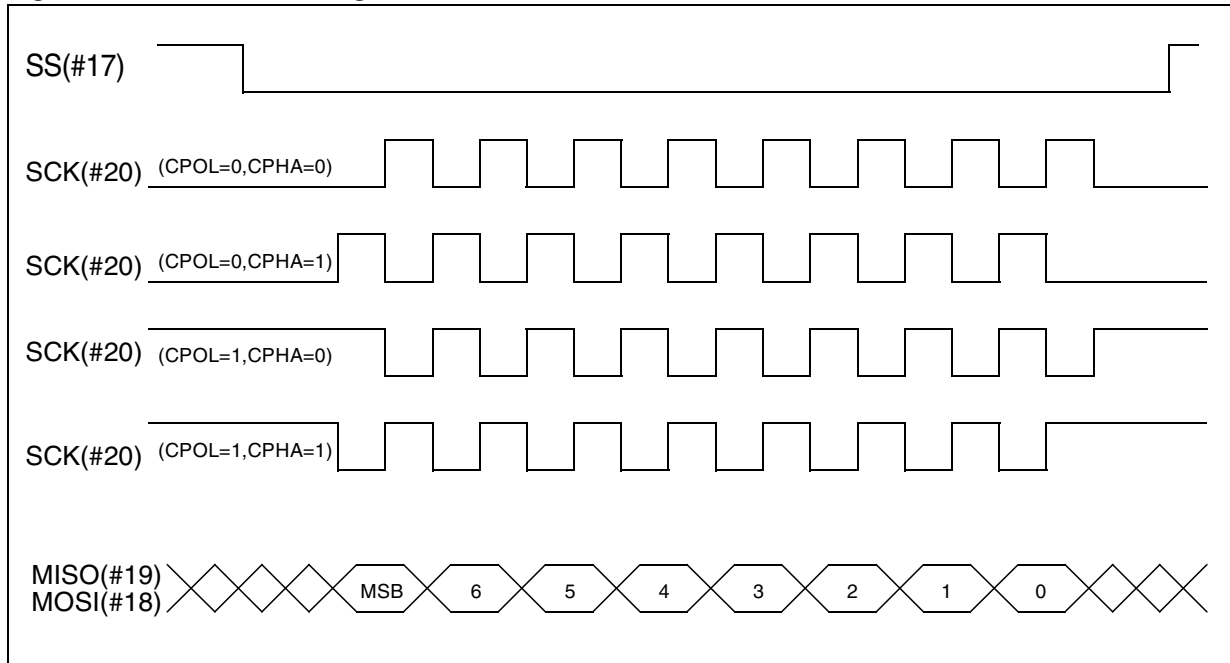 SS(#17)
SCK(#20) (CPOL=0,CPHA=0)
SCK(#20) (CPOL=0,CPHA=1)
SCK(#20) (CPOL=1,CPHA=0)
SCK(#20) (CPOL=1,CPHA=1)
MISO(#19)
MOSI(#18)
MSB 6 5 4 3 2 1 0